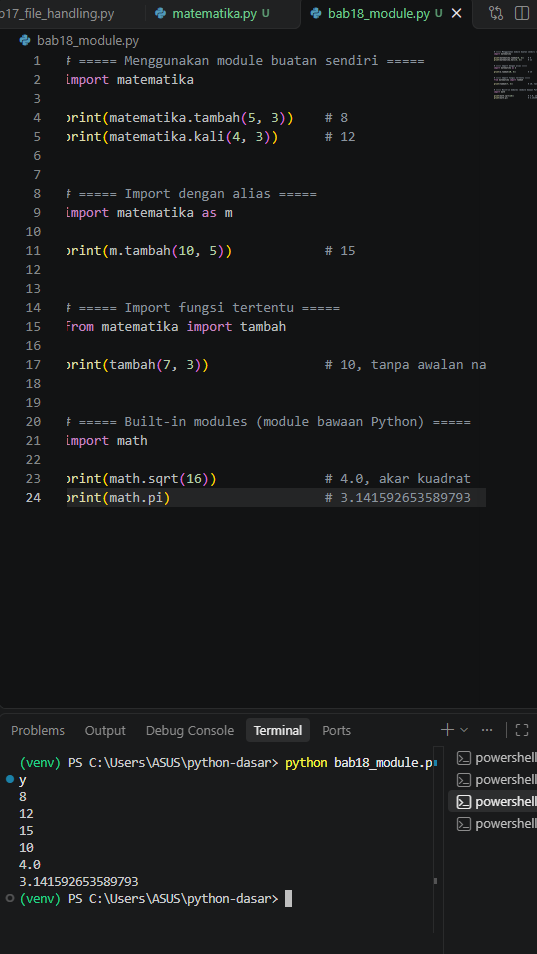 b17_file_handling.py
matematika.py U
bab18_module.py U
bab18_module.py
1 # ===== Menggunakan module buatan sendiri =====
2 import matematika
3
4 print(matematika.tambah(5, 3)) # 8
5 print(matematika.kali(4, 3)) # 12
6
7
8 # ===== Import dengan alias =====
9 import matematika as m
10
11 print(m.tambah(10, 5)) # 15
12
13
14 # ===== Import fungsi tertentu =====
15 from matematika import tambah
16
17 print(tambah(7, 3)) # 10, tanpa awalan na
18
19
20 # ===== Built-in modules (module bawaan Python) =====
21 import math
22
23 print(math.sqrt(16)) # 4.0, akar kuadrat
24 print(math.pi) # 3.141592653589793
Problems Output Debug Console Terminal Ports
(venv) PS C:\Users\ASUS\python-dasar> python bab18_module.p
y
8
12
15
10
4.0
3.141592653589793
(venv) PS C:\Users\ASUS\python-dasar>
powershell
powershell
powershell
powershell